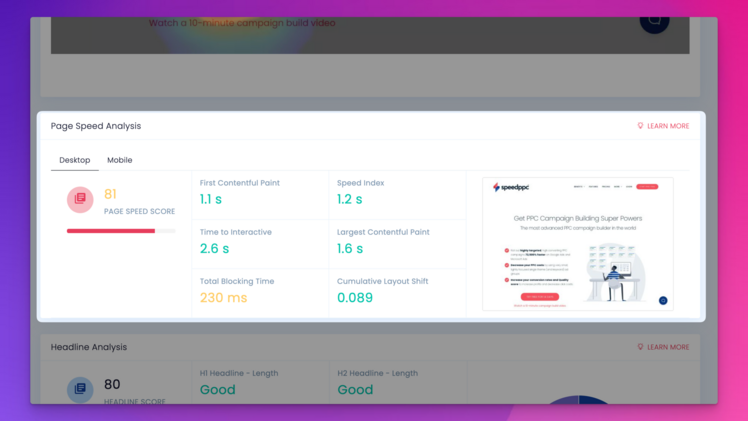 Watch a 10-minute campaign build video
Page Speed Analysis
LEARN MORE
Desktop
Mobile
81
PAGE SPEED SCORE
First Contentful Paint
1.1 s
Speed Index
1.2 s
Time to Interactive
2.6 s
Largest Contentful Paint
1.6 s
Total Blocking Time
230 ms
Cumulative Layout Shift
0.089
speedppc
Get PPC Campaign Building Super Powers
The most advanced PPC campaign builder in the world
Headline Analysis
LEARN MORE
80
HEADLINE SCORE
H1 Headline - Length
Good
H2 Headline - Length
Good